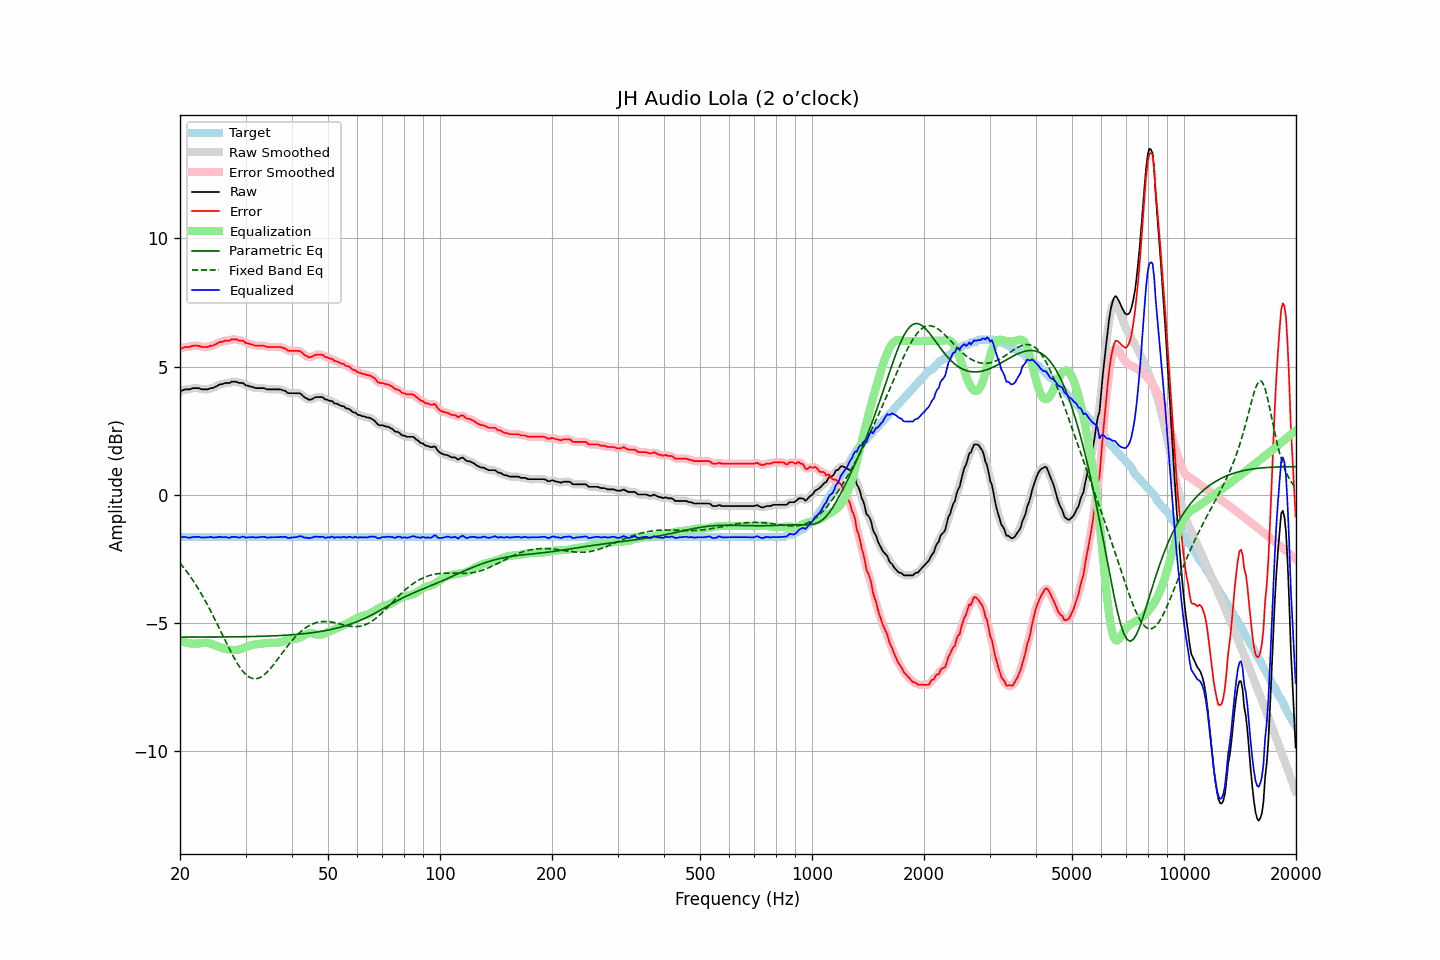 JH Audio Lola (2 o’clock)
Target
Raw Smoothed
Error Smoothed
Raw
Error
Equalization
Parametric Eq
Fixed Band Eq
Equalized
Amplitude (dBr)
10
5
0
−5
−10
20 50 100 200 500 1000 2000 5000 10000 20000
Frequency (Hz)